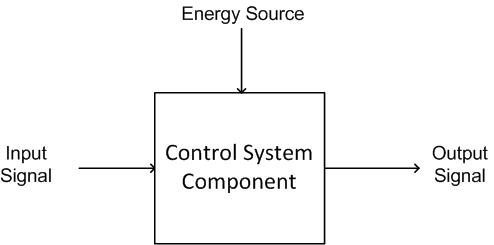 Energy Source
Input
Signal
Control System
Component
Output
Signal